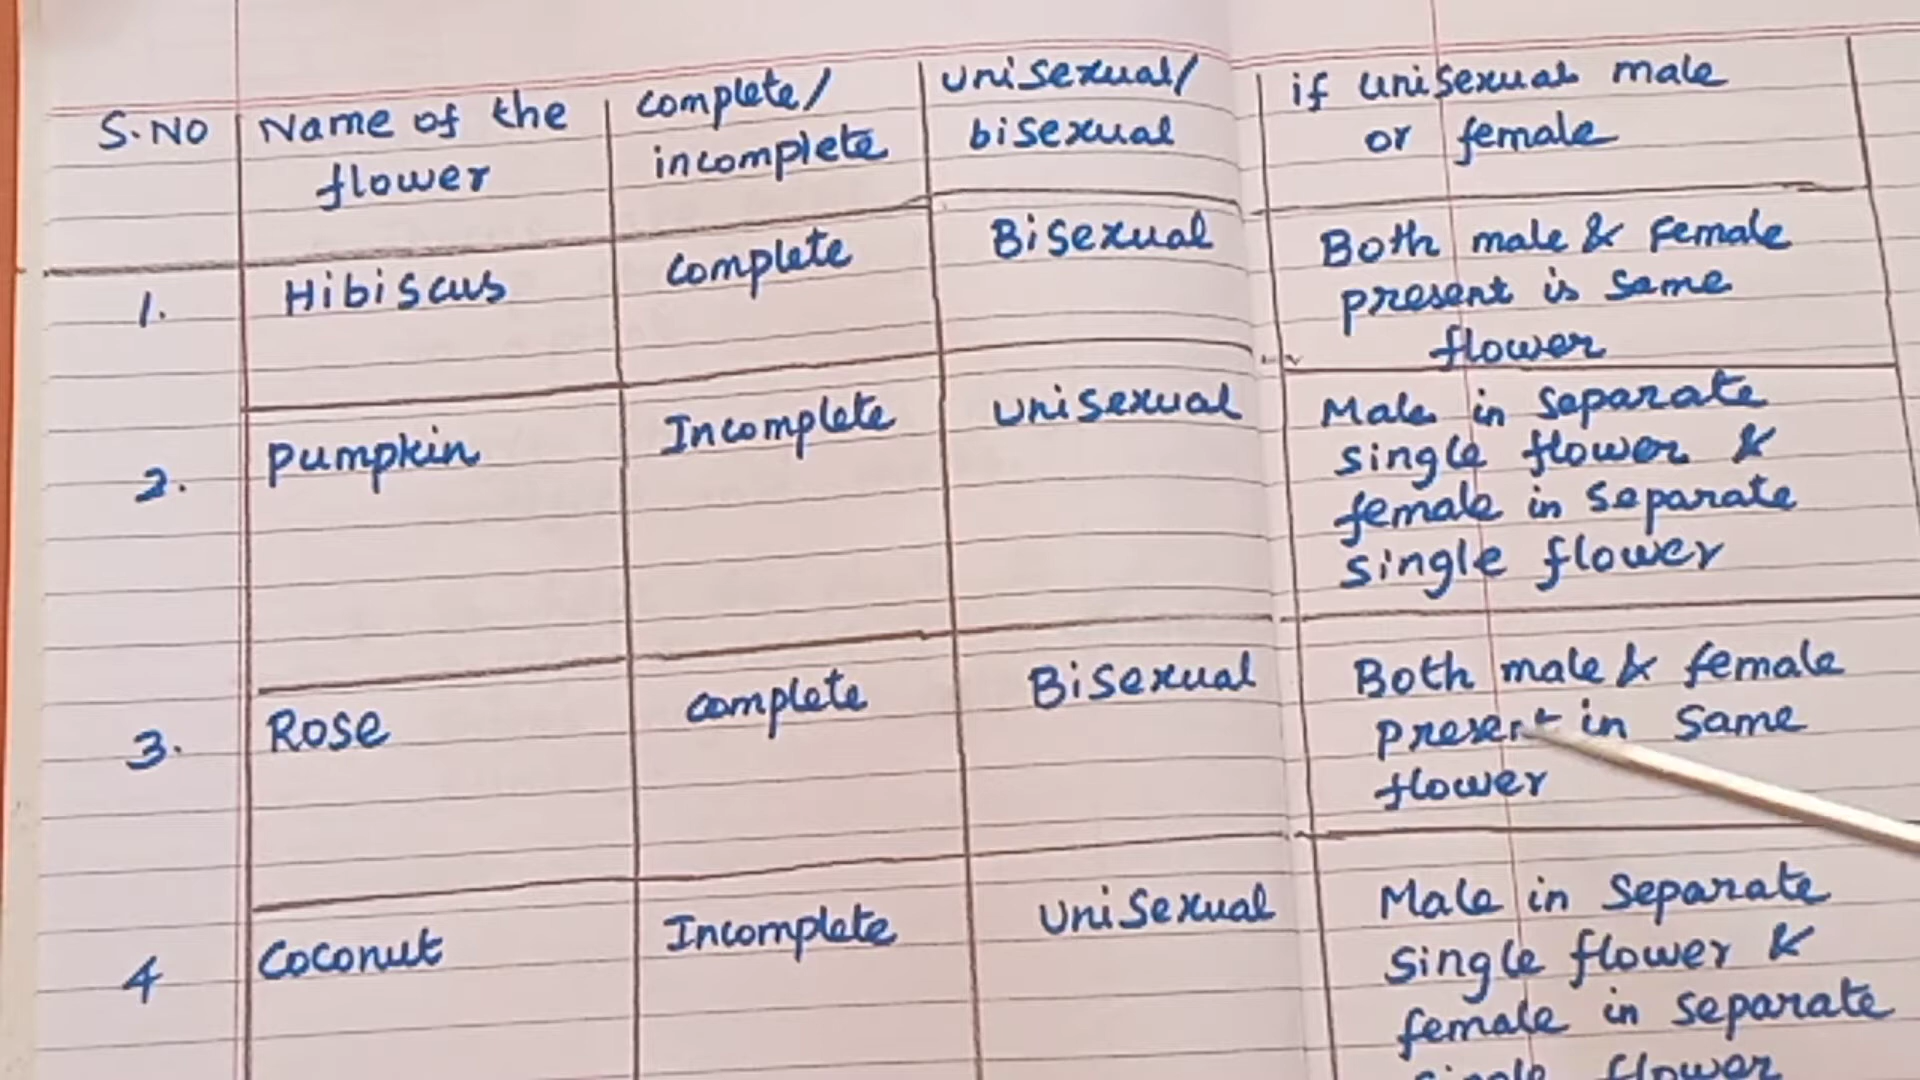 S.No
Name of the
flower
complete/
incomplete
unisexual/
bisexual
if unisexual male
or female
1.
Hibiscus
complete
Bisexual
Both male & female
present is same
flower
2.
Pumpkin
Incomplete
unisexual
Male in saparate
single flower &
female in separate
single flower
3.
Rose
complete
Bisexual
Both male & female
present in same
flower
4
Coconut
Incomplete
unisexual
Male in separate
single flower &
female in separate
single flower